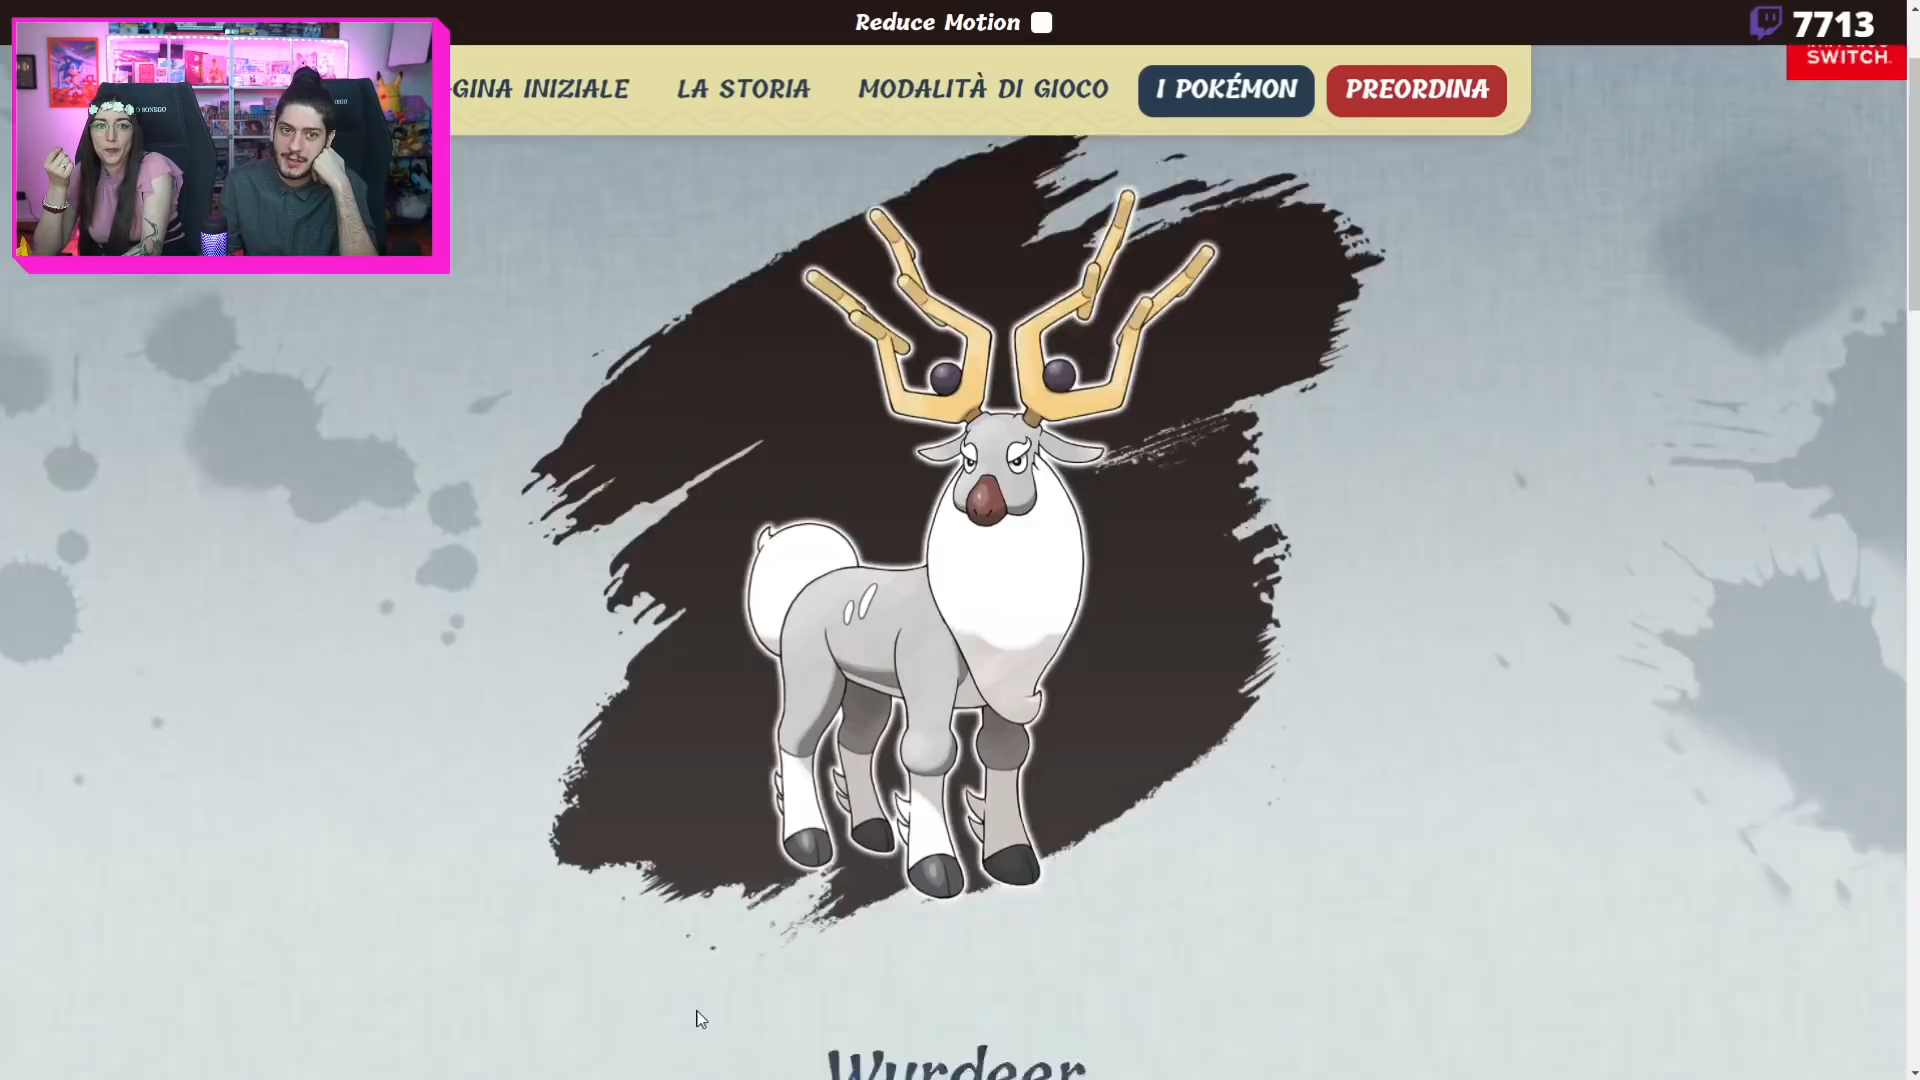 Reduce Motion
7713
GINA INIZIALE
LA STORIA
MODALITÀ DI GIOCO
I POKÉMON
PREORDINA
SWITCH
Wyrdeer